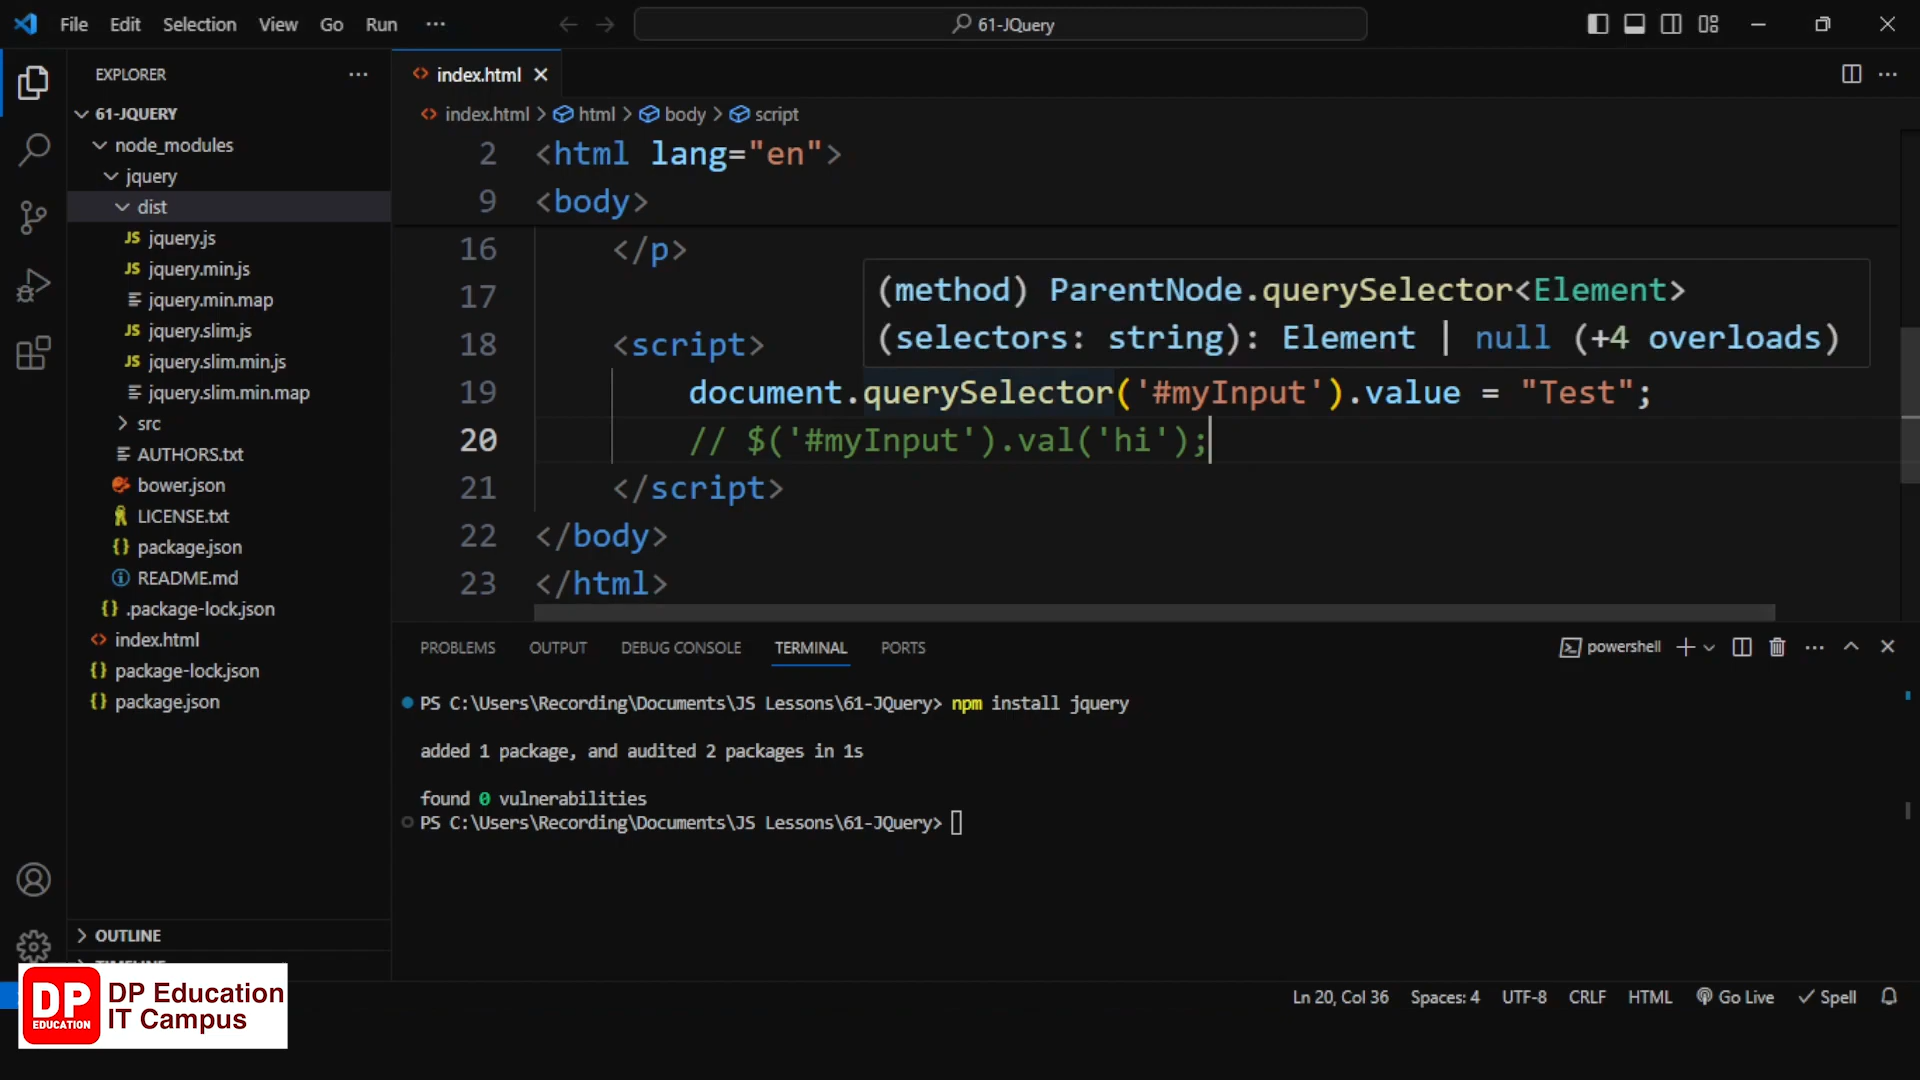 File Edit Selection View Go Run ···
61-JQuery
EXPLORER ···
61-JQUERY
node_modules
jquery
dist
JS jquery.js
JS jquery.min.js
jquery.min.map
JS jquery.slim.js
JS jquery.slim.min.js
jquery.slim.min.map
src
AUTHORS.txt
bower.json
LICENSE.txt
{} package.json
README.md
{} .package-lock.json
<> index.html
{} package-lock.json
{} package.json
OUTLINE
TIMELINE
<> index.html
<> index.html > html > body > script
2 <html lang="en">
9 <body>
16 </p>
17
18 <script>
19 document.querySelector('#myInput').value = "Test";
20 // $('#myInput').val('hi');
21 </script>
22 </body>
23 </html>
(method) ParentNode.querySelector<Element>
(selectors: string): Element | null (+4 overloads)
PROBLEMS OUTPUT DEBUG CONSOLE TERMINAL PORTS
powershell
PS C:\Users\Recording\Documents\JS Lessons\61-JQuery> npm install jquery
added 1 package, and audited 2 packages in 1s
found 0 vulnerabilities
PS C:\Users\Recording\Documents\JS Lessons\61-JQuery>
Ln 20, Col 36 Spaces: 4 UTF-8 CRLF HTML Go Live Spell
DP
EDUCATION
DP Education
IT Campus